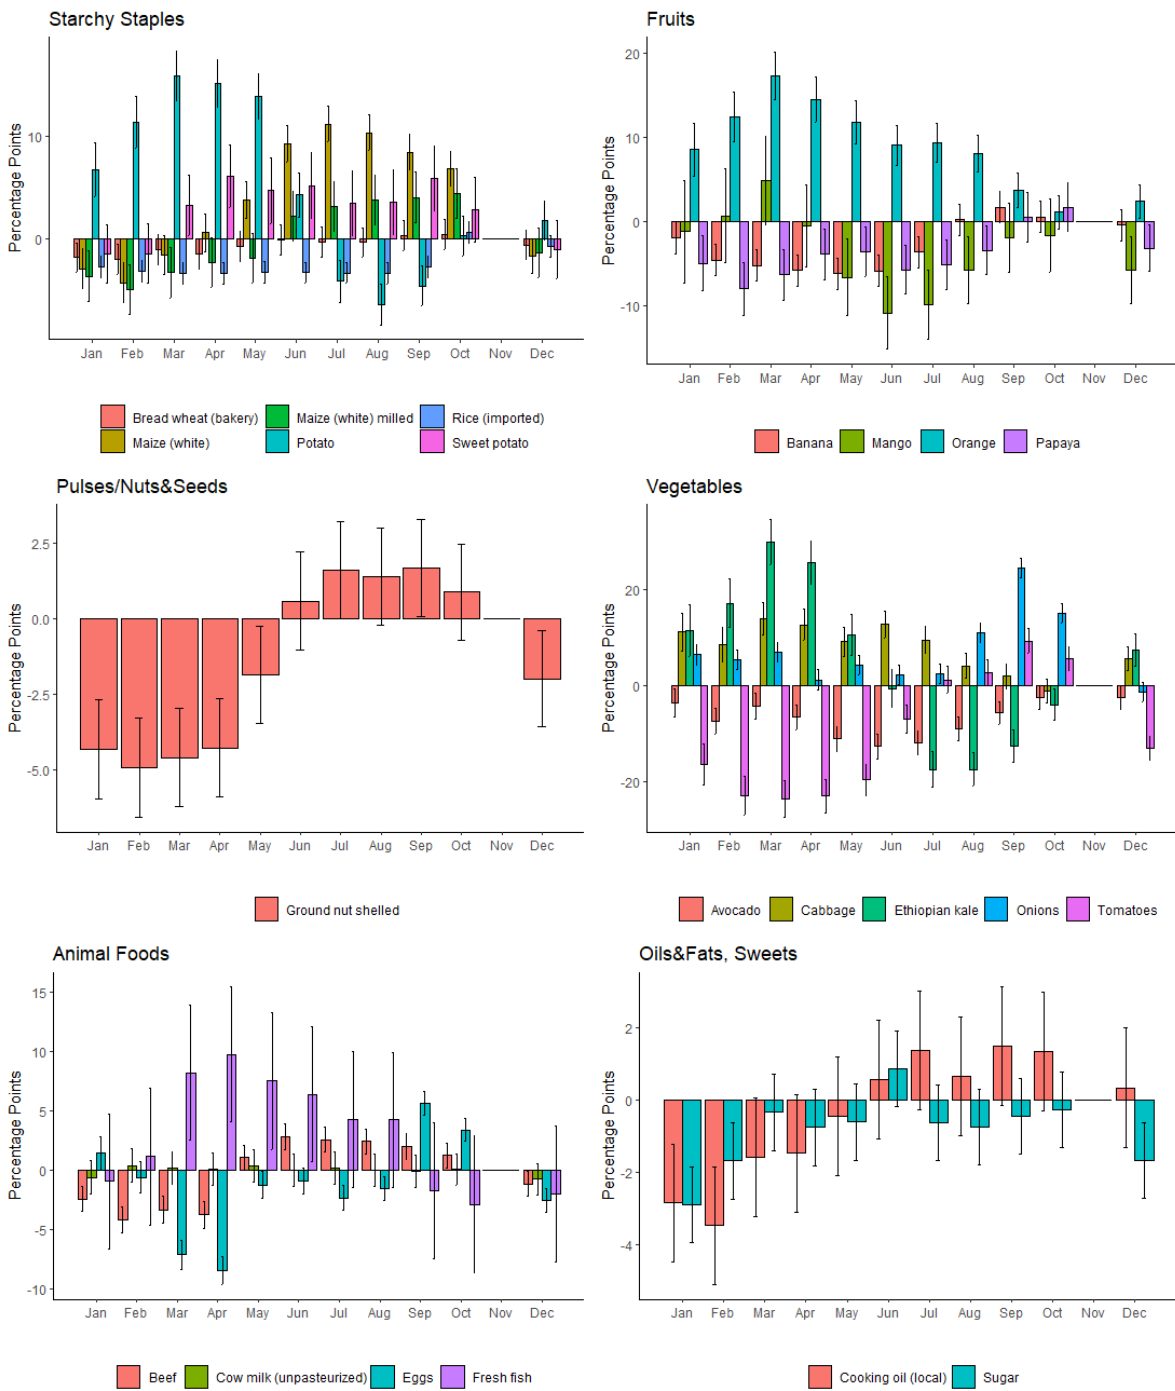 Starchy Staples
Percentage Points
10
0
Jan Feb Mar Apr May Jun Jul Aug Sep Oct Nov Dec
Bread wheat (bakery) Maize (white) milled Rice (imported)
Maize (white) Potato Sweet potato
Fruits
Percentage Points
20
10
0
-10
Jan Feb Mar Apr May Jun Jul Aug Sep Oct Nov Dec
Banana Mango Orange Papaya
Pulses/Nuts&Seeds
Percentage Points
2.5
0.0
-2.5
-5.0
Jan Feb Mar Apr May Jun Jul Aug Sep Oct Nov Dec
Ground nut shelled
Vegetables
Percentage Points
20
0
-20
Jan Feb Mar Apr May Jun Jul Aug Sep Oct Nov Dec
Avocado Cabbage Ethiopian kale Onions Tomatoes
Animal Foods
Percentage Points
15
10
5
0
-5
-10
Jan Feb Mar Apr May Jun Jul Aug Sep Oct Nov Dec
Beef Cow milk (unpasteurized) Eggs Fresh fish
Oils&Fats, Sweets
Percentage Points
2
0
-2
-4
Jan Feb Mar Apr May Jun Jul Aug Sep Oct Nov Dec
Cooking oil (local) Sugar